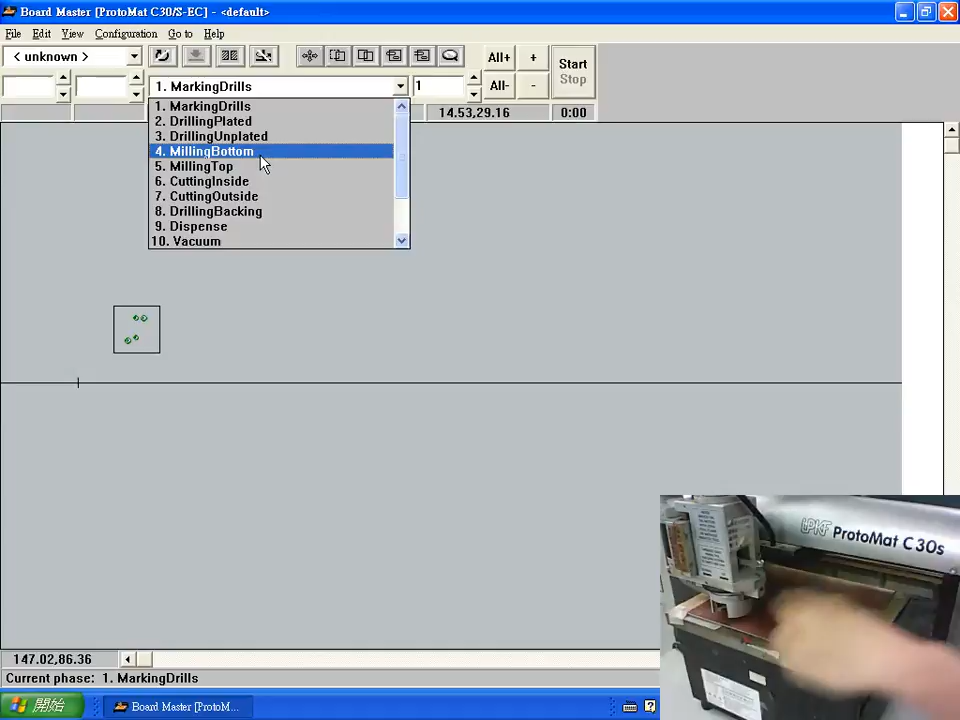 Board Master [ProtoMat C30/S-EC] - <default>
File Edit View Configuration Go to Help
< unknown >
All+ + Start
1. MarkingDrills 1 All- - Stop
14.53,29.16 0:00
1. MarkingDrills
2. DrillingPlated
3. DrillingUnplated
4. MillingBottom
5. MillingTop
6. CuttingInside
7. CuttingOutside
8. DrillingBacking
9. Dispense
10. Vacuum
LPKF ProtoMat C30s
147.02,86.36
Current phase: 1. MarkingDrills
開始 Board Master [ProtoM...